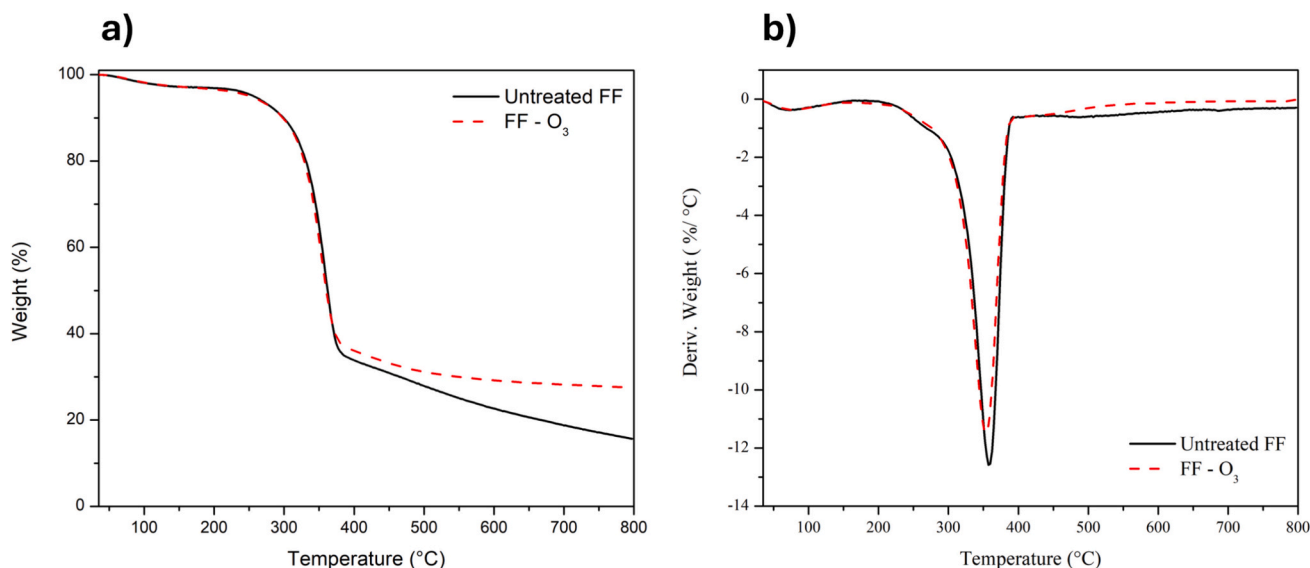 a)
100
80
60
40
20
0
Weight (%)
Untreated FF
FF - O3
100 200 300 400 500 600 700 800
Temperature (°C)
b)
0
-2
-4
-6
-8
-10
-12
-14
Deriv. Weight ( %/ °C)
Untreated FF
FF - O3
100 200 300 400 500 600 700 800
Temperature (°C)